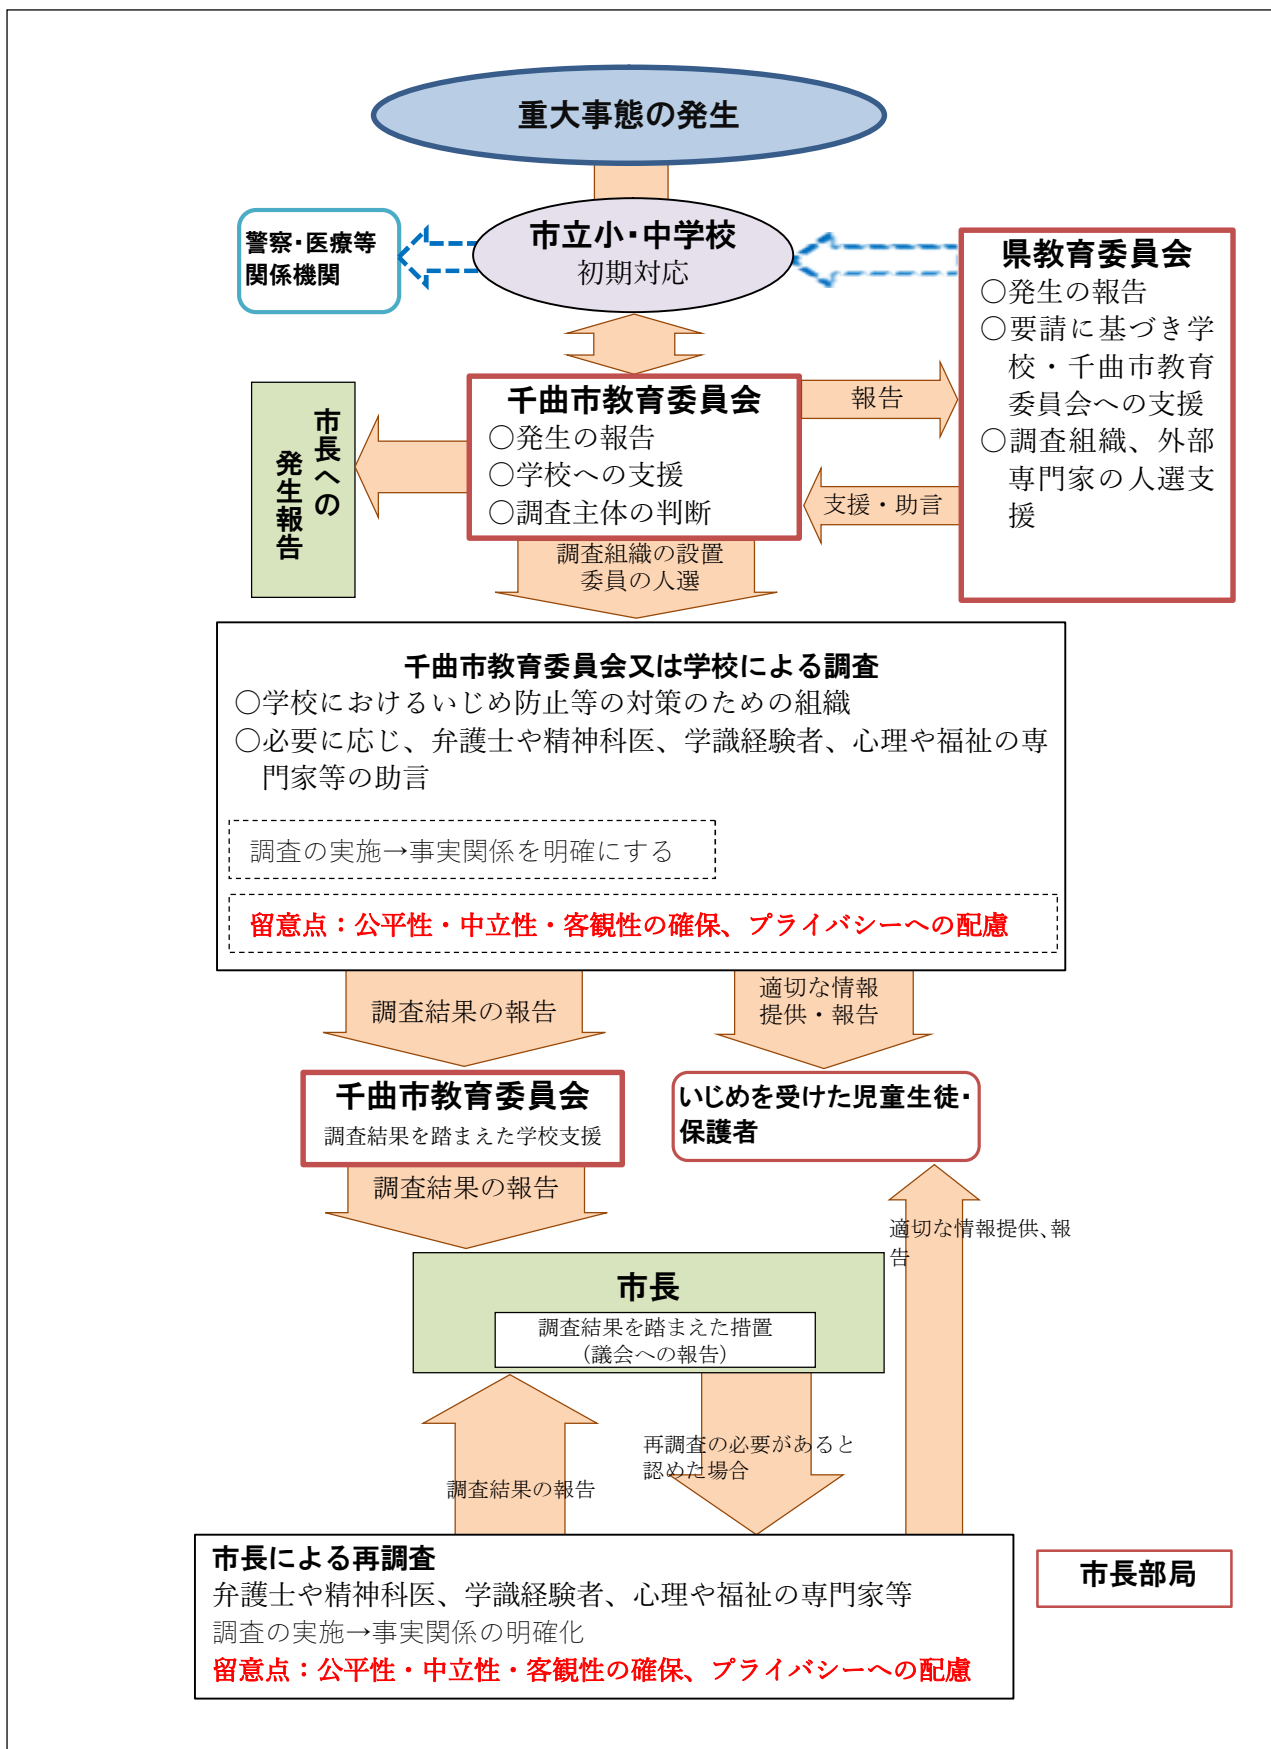 重大事態の発生
市立小・中学校
初期対応
警察・医療等
関係機関
県教育委員会
○発生の報告
○要請に基づき学
校・千曲市教育
委員会への支援
○調査組織、外部
専門家の人選支
援
千曲市教育委員会
○発生の報告
○学校への支援
○調査主体の判断
報告
支援・助言
市長への
発生報告
調査組織の設置
委員の人選
千曲市教育委員会又は学校による調査
○学校におけるいじめ防止等の対策のための組織
○必要に応じ、弁護士や精神科医、学識経験者、心理や福祉の専
門家等の助言
調査の実施→事実関係を明確にする
留意点：公平性・中立性・客観性の確保、プライバシーへの配慮
調査結果の報告
適切な情報
提供・報告
千曲市教育委員会
調査結果を踏まえた学校支援
いじめを受けた児童生徒・
保護者
調査結果の報告
適切な情報提供、報
告
市長
調査結果を踏まえた措置
（議会への報告）
再調査の必要があると
認めた場合
調査結果の報告
市長による再調査
弁護士や精神科医、学識経験者、心理や福祉の専門家等
調査の実施→事実関係の明確化
留意点：公平性・中立性・客観性の確保、プライバシーへの配慮
市長部局